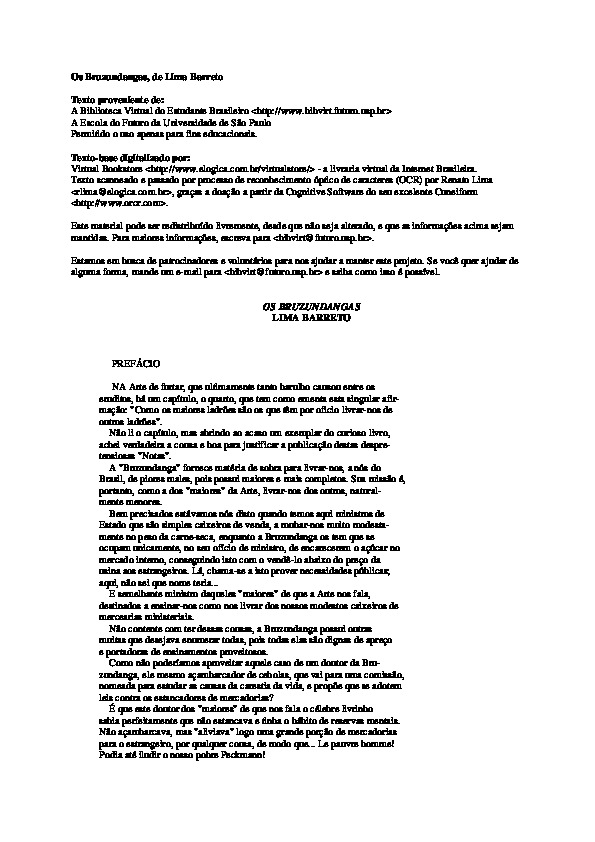 Os Bruzundangas, de Lima Barreto
Texto proveniente de:
A Biblioteca Virtual do Estudante Brasileiro <http://www.bibvirt.futuro.usp.br>
A Escola do Futuro da Universidade de São Paulo
Permitido o uso apenas para fins educacionais.
Texto-base digitalizado por:
Virtual Bookstore <http://www.elogica.com.br/virtualstore/> - a livraria virtual da Internet Brasileira.
Texto scanneado e passado por processo de reconhecimento óptico de caracteres (OCR) por Renato Lima
<rlima@elogica.com.br>, graças a doação a partir da Cognitive Software do seu excelente Cuneiform
<http://www.orcr.com>.
Este material pode ser redistribuído livremente, desde que não seja alterado, e que as informações acima sejam
mantidas. Para maiores informações, escreva para <bibvirt@futuro.usp.br>.
Estamos em busca de patrocinadores e voluntários para nos ajudar a manter este projeto. Se você quer ajudar de
alguma forma, mande um e-mail para <bibvirt@futuro.usp.br> e saiba como isso é possível.
OS BRUZUNDANGAS
LIMA BARRETO
PREFÁCIO
NA Arte de furtar, que ultimamente tanto barulho causou entre os
eruditos, há um capítulo, o quarto, que tem como ementa esta singular afir-
mação: "Como os maiores ladrões são os que têm por ofício livrar-nos de
outros ladrões".
Não li o capítulo, mas abrindo ao acaso um exemplar do curioso livro,
achei verdadeira a cousa e boa para justificar a publicação destas despre-
tensiosas "Notas".
A "Bruzundanga" fornece matéria de sobra para livrar-nos, a nós do
Brasil, de piores males, pois possui maiores e mais completos. Sua missão é,
portanto, como a dos "maiores" da Arte, livrar-nos dos outros, natural-
mente menores.
Bem precisados estávamos nós disto quando temos aqui ministros de
Estado que são simples caixeiros de venda, a roubar-nos muito modesta-
mente no peso da carne-seca, enquanto a Bruzundanga os tem que se
ocupam unicamente, no seu ofício de ministro, de encarecerem o açúcar no
mercado interno, conseguindo isto com o vendê-lo abaixo do preço da
usina aos estrangeiros. Lá, chama-se a isto prover necessidades públicas;
aqui, não sei que nome teria...
E semelhante ministro daqueles "maiores" de que a Arte nos fala,
destinados a ensinar-nos como nos livrar dos nossos modestos caixeiros de
mercearias ministeriais.
Não contente com ter dessas cousas, a Bruzundanga possui outras
muitas que desejava enumerar todas, pois todas elas são dignas de apreço
e portadoras de ensinamentos proveitosos.
Como não poderíamos aproveitar aquele caso de um doutor da Bru-
zundanga, ele mesmo açambarcador de cebolas, que vai para uma comissão,
nomeada para estudar as causas da carestia da vida, e propõe que se adotem
leis contra os estancadores de mercadorias?
É que este doutor dos "maiores" de que nos fala o célebre livrinho
sabia perfeitamente que não estancava e tinha o hábito de reservas mentais.
Não açambarcava, mas "aliviava" logo uma grande porção de mercadorias
para o estrangeiro, por qualquer cousa, de modo que... Le pauvre homme!
Podia até iludir o nosso pobre Peckmann!